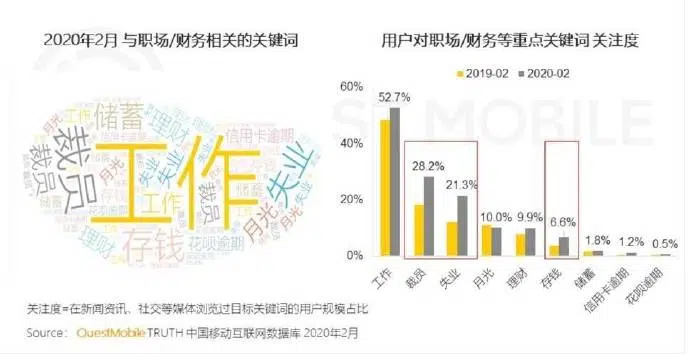 2020年2月 与职场/财务相关的关键词
用户对职场/财务等重点关键词 关注度
2019-02
2020-02
工作
裁员
失业
月光
存钱
储蓄
理财
信用卡逾期
花呗逾期
MOBILE
60%
40%
20%
0%
52.7%
28.2%
21.3%
10.0%
9.9%
6.6%
1.8%
1.2%
0.5%
工作
裁员
失业
月光
理财
存钱
储蓄
信用卡逾期
花呗逾期
关注度=在新闻资讯、社交等媒体浏览过目标关键词的用户规模占比
Source：QuestMobile TRUTH 中国移动互联网数据库 2020年2月